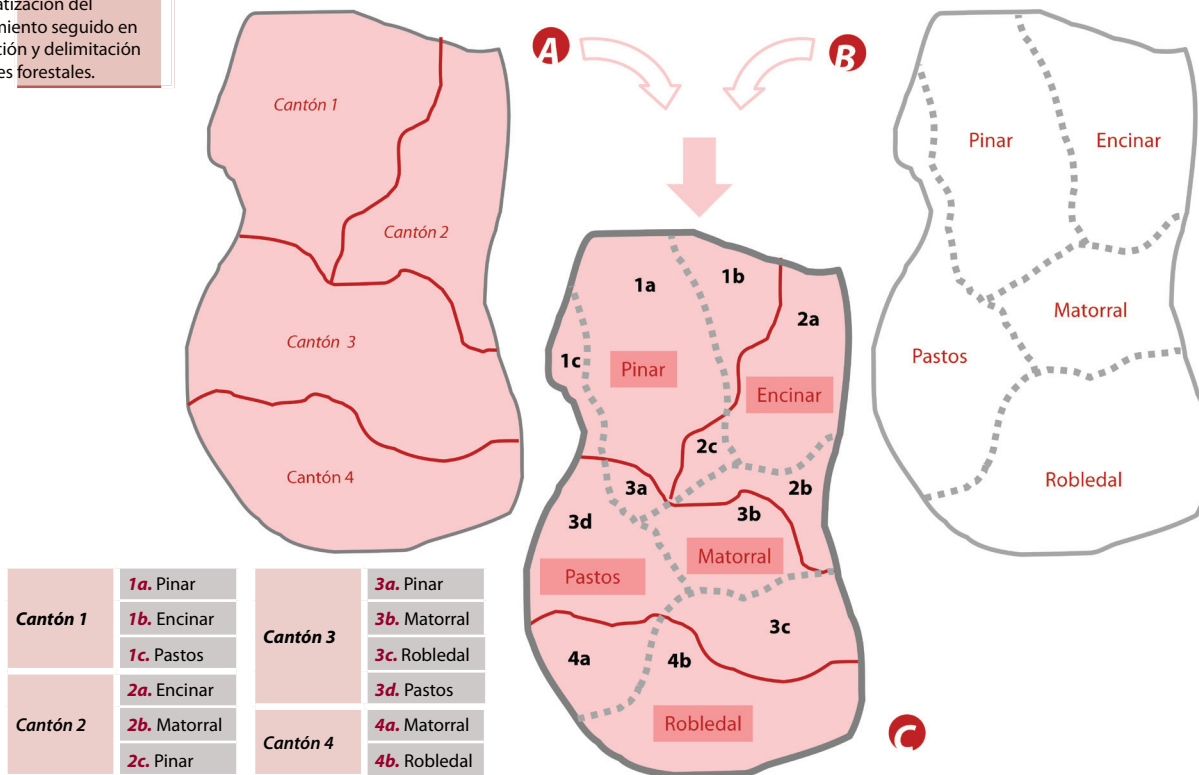 atización del
miento seguido en
ción y delimitación
es forestales.
A
B
Cantón 1
Cantón 2
Cantón 3
Cantón 4
Pinar
Encinar
Matorral
Pastos
Robledal
1a
1b
2a
1c
Pinar
Encinar
2c
3a
2b
3d
3b
Matorral
Pastos
3c
4a
4b
Robledal
C
Cantón 1
1a. Pinar
1b. Encinar
1c. Pastos
Cantón 2
2a. Encinar
2b. Matorral
2c. Pinar
Cantón 3
3a. Pinar
3b. Matorral
3c. Robledal
3d. Pastos
Cantón 4
4a. Matorral
4b. Robledal